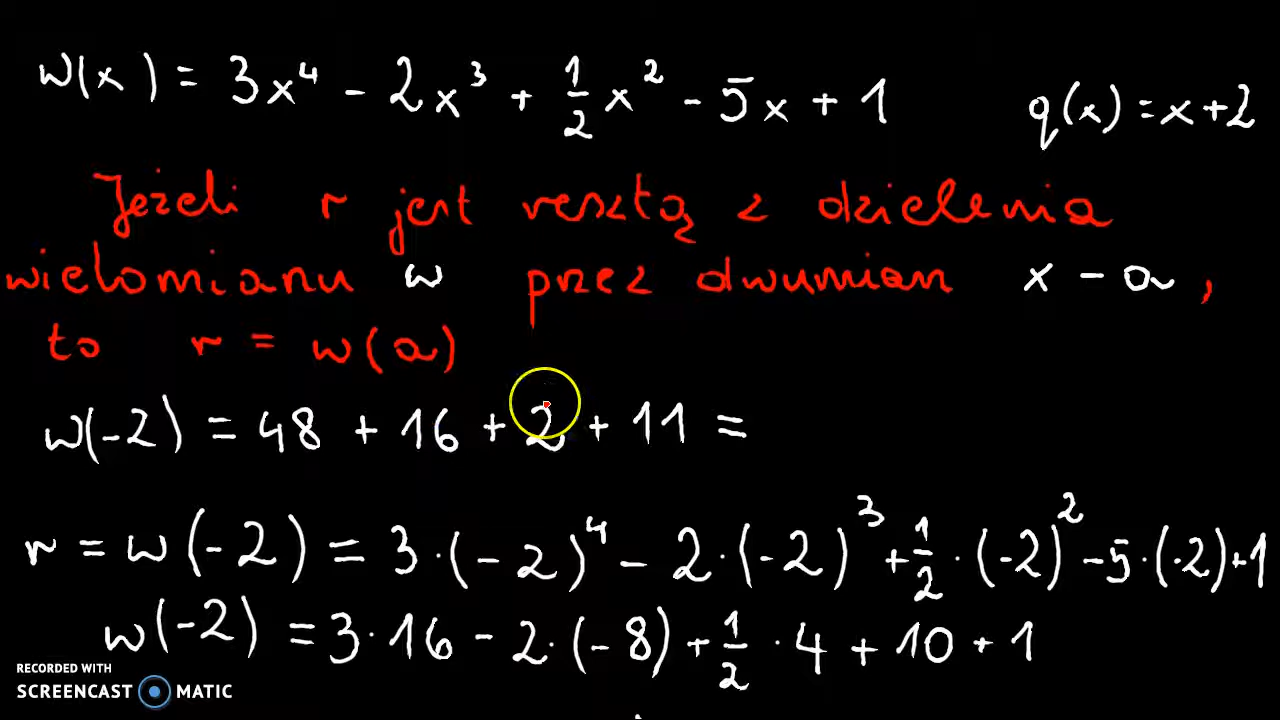 w(x) = 3x⁴ - 2x³ + 1/2 x² - 5x + 1 q(x) = x + 2
Jeżeli r jest resztą z dzielenia
wielomianu w przez dwumian x - a ,
to r = w(a)
w(-2) = 48 + 16 + 2 + 11 =
r = w(-2) = 3·(-2)⁴ - 2·(-2)³ + 1/2·(-2)² - 5·(-2) + 1
w(-2) = 3·16 - 2·(-8) + 1/2·4 + 10 + 1
RECORDED WITH
SCREENCAST MATIC